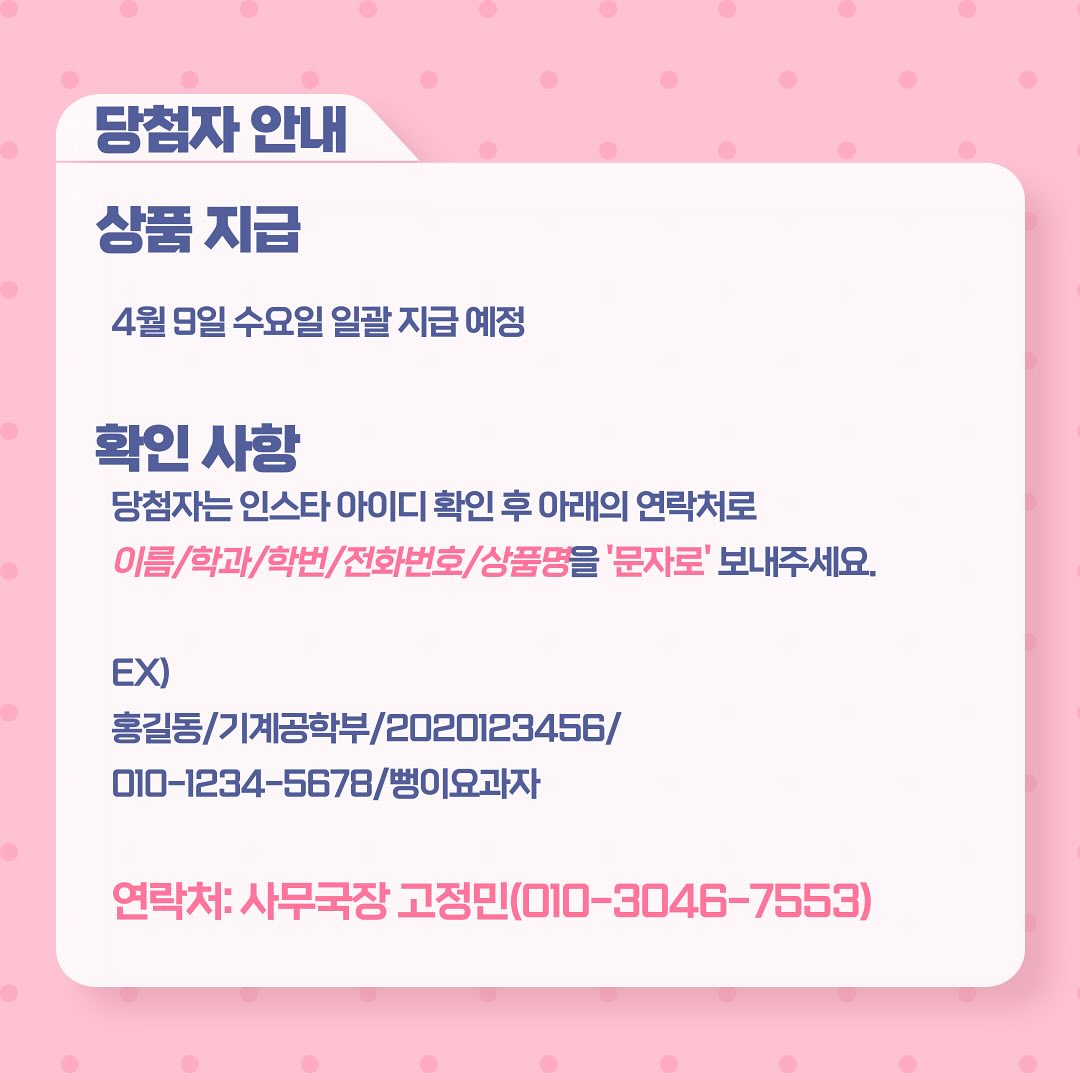 당첨자 안내
상품 지급
4월 9일 수요일 일괄 지급 예정
확인 사항
당첨자는 인스타 아이디 확인 후 아래의 연락처로
이름/학과/학번/전화번호/상품명을 '문자로' 보내주세요.
EX)
홍길동/기계공학부/2020123456/
010-1234-5678/뻥이요과자
연락처: 사무국장 고정민(010-3046-7553)